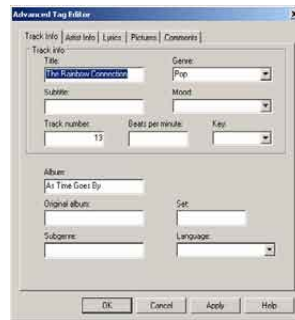 Advanced Tag Editor
Track Info Artist Info Lyrics Pictures Comments
Track info
Title: Genre:
The Rainbow Connection Pop
Subtitle: Mood:
Track number: Beats per minute: Key:
13
Album:
As Time Goes By
Original album: Set:
Subgenre: Language:
OK Cancel Apply Help